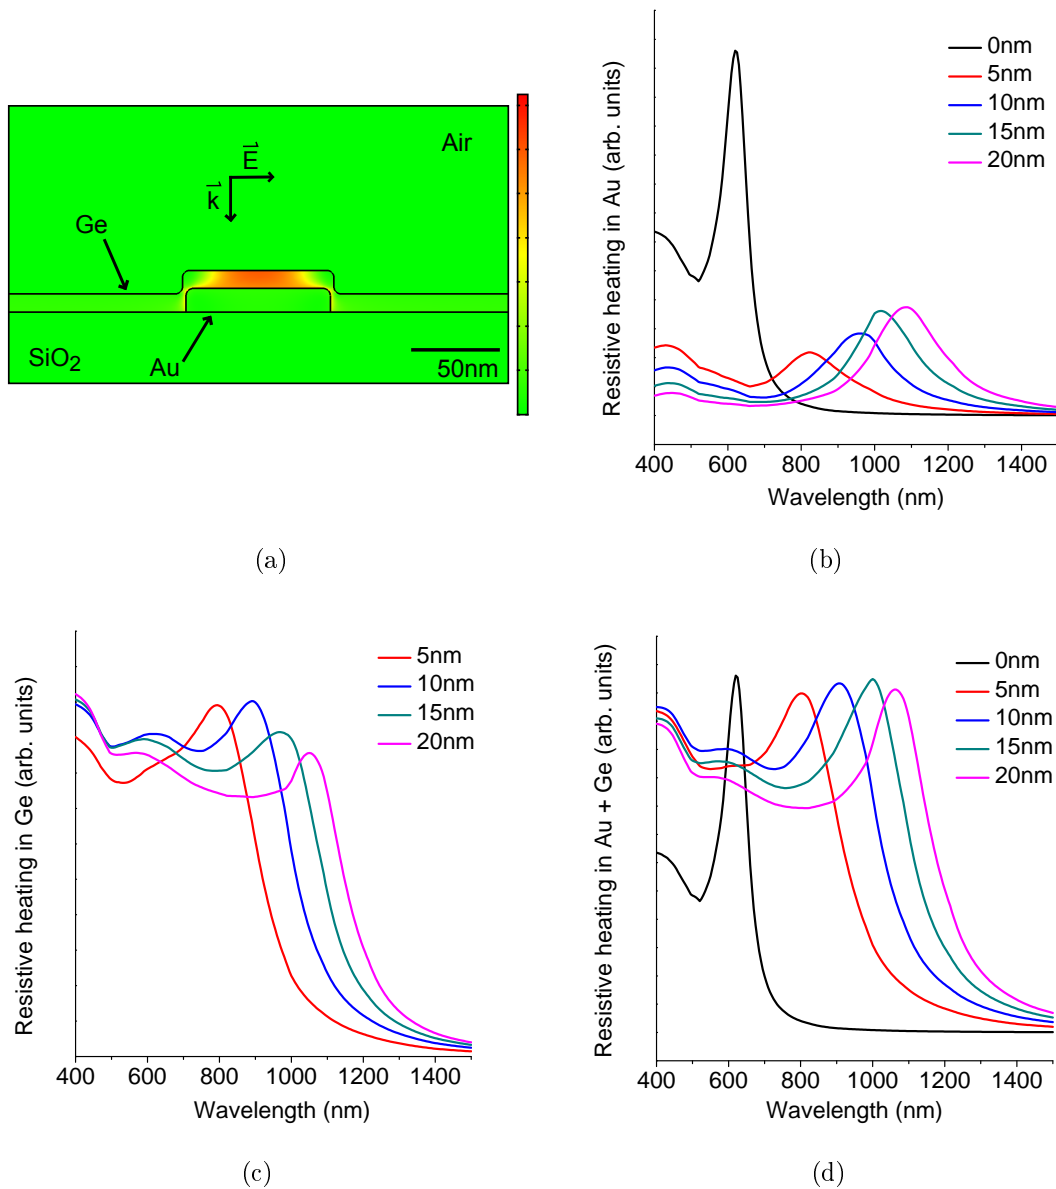 Air
E
k
Ge
SiO2
Au
50nm
(a)
Resistive heating in Au (arb. units)
0nm
5nm
10nm
15nm
20nm
400 600 800 1000 1200 1400
Wavelength (nm)
(b)
Resistive heating in Ge (arb. units)
5nm
10nm
15nm
20nm
400 600 800 1000 1200 1400
Wavelength (nm)
(c)
Resistive heating in Au + Ge (arb. units)
0nm
5nm
10nm
15nm
20nm
400 600 800 1000 1200 1400
Wavelength (nm)
(d)